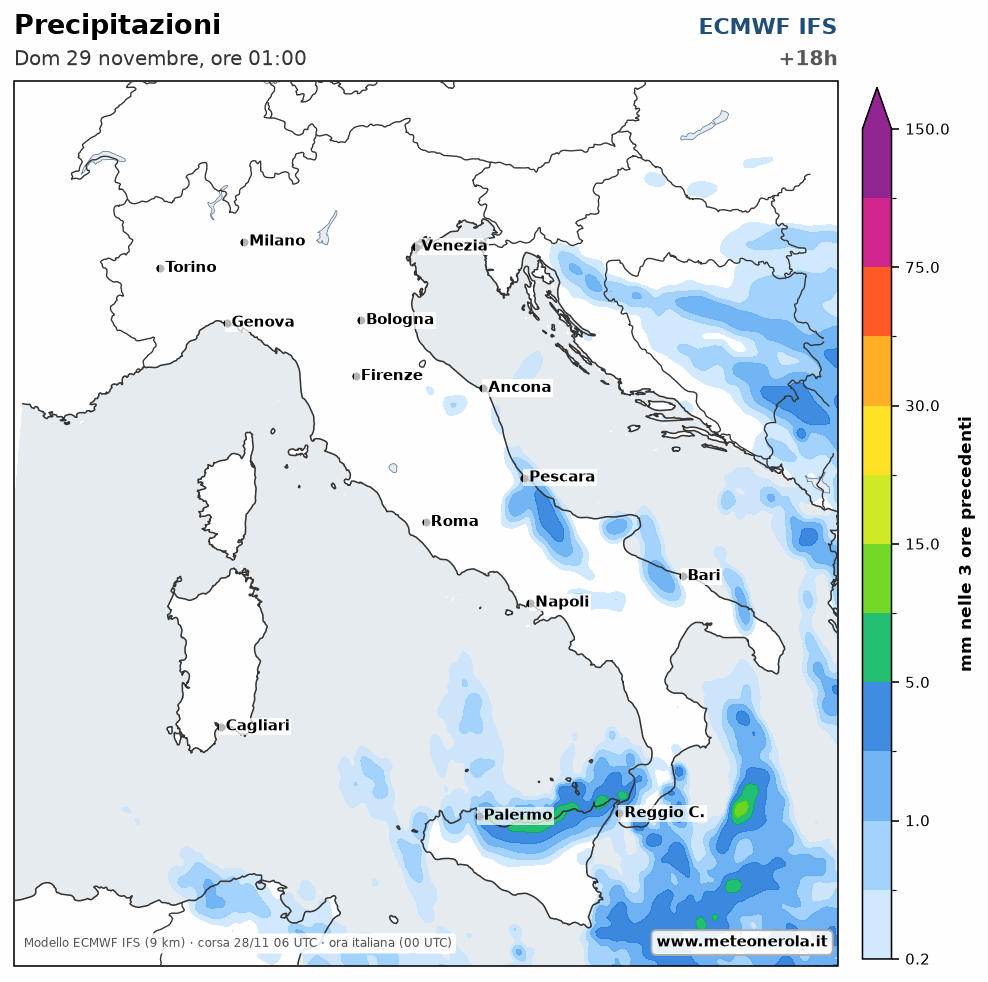 Precipitazioni
ECMWF IFS
Dom 29 novembre, ore 01:00
+18h
150.0
75.0
30.0
15.0
5.0
1.0
0.2
mm nelle 3 ore precedenti
Milano
Venezia
Torino
Genova
Bologna
Firenze
Ancona
Pescara
Roma
Bari
Napoli
Cagliari
Palermo
Reggio C.
Modello ECMWF IFS (9 km) · corsa 28/11 06 UTC · ora italiana (00 UTC)
www.meteonerola.it